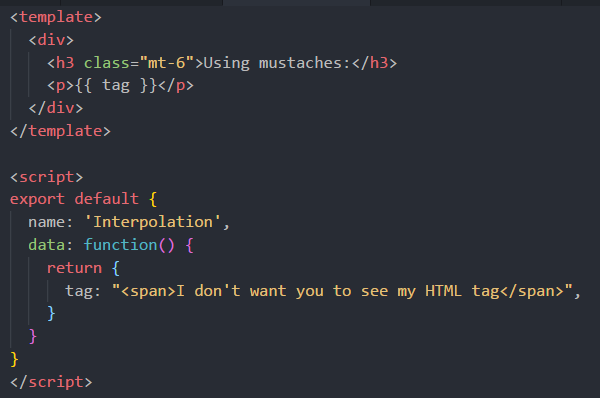 <template>
  <div>
    <h3 class="mt-6">Using mustaches:</h3>
    <p>{{ tag }}</p>
  </div>
</template>

<script>
export default {
  name: 'Interpolation',
  data: function() {
    return {
      tag: "<span>I don't want you to see my HTML tag</span>",
    }
  }
}
</script>